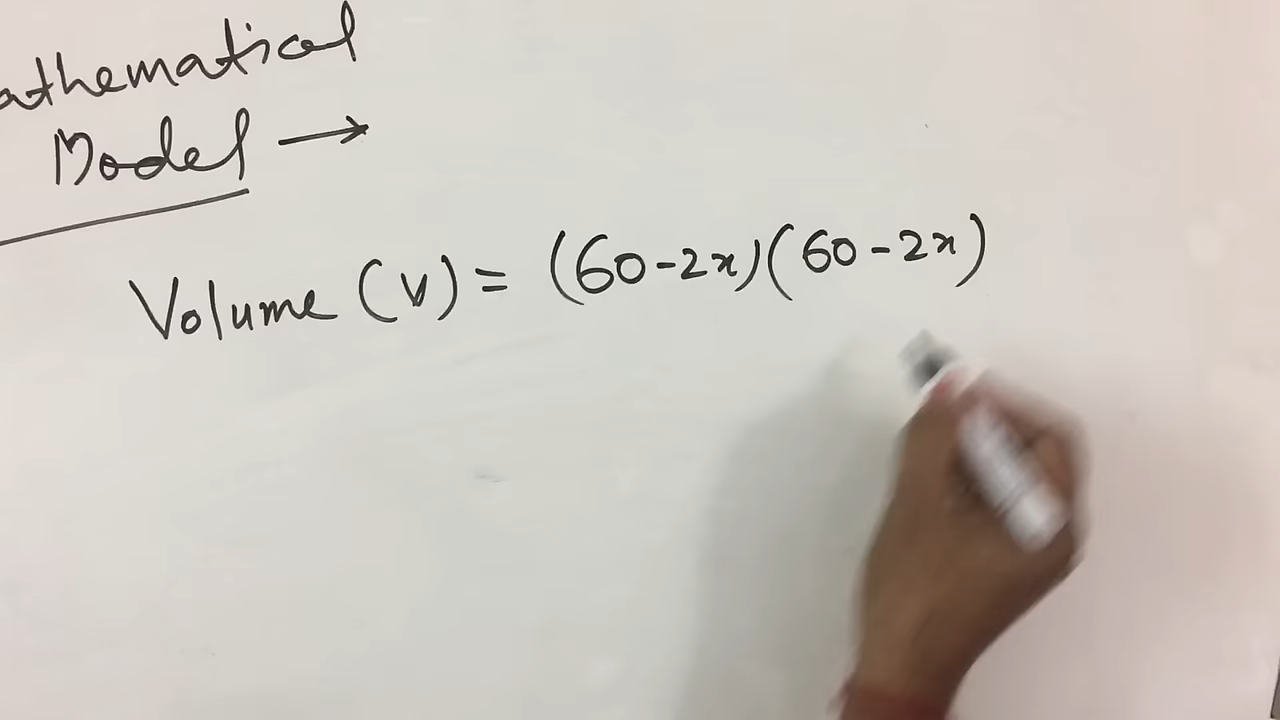 athematical
Model →
Volume (V) = (60-2x)(60-2x)